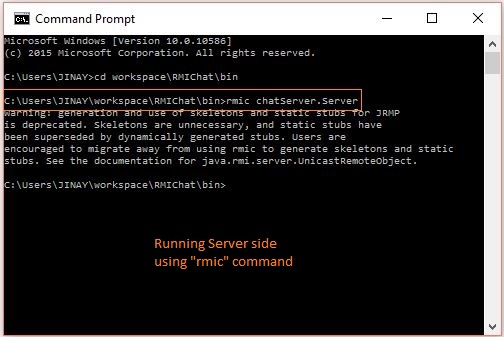 Command Prompt
Microsoft Windows [Version 10.0.10586]
(c) 2015 Microsoft Corporation. All rights reserved.
C:\Users\JINAY>cd workspace\RMIChat\bin
C:\Users\JINAY\workspace\RMIChat\bin>rmic chatServer.Server
Warning: generation and use of skeletons and static stubs for JRMP
is deprecated. Skeletons are unnecessary, and static stubs have
been superseded by dynamically generated stubs. Users are
encouraged to migrate away from using rmic to generate skeletons and static
stubs. See the documentation for java.rmi.server.UnicastRemoteObject.
C:\Users\JINAY\workspace\RMIChat\bin>
Running Server side
using "rmic" command